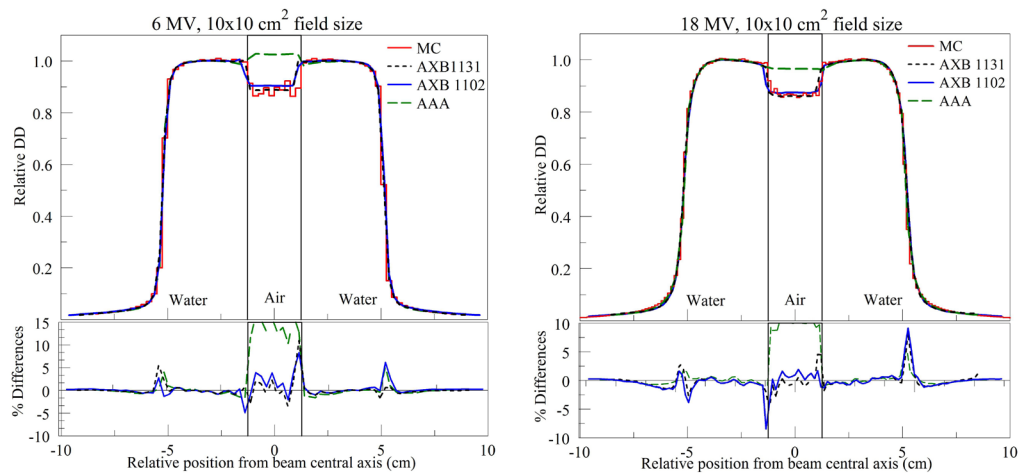 6 MV, 10x10 cm² field size
1.0
0.8
0.6
0.4
0.2
Relative DD
MC
AXB1131
AXB 1102
AAA
Water
Air
Water
15
10
5
0
-5
-10
% Differences
-10
-5
0
5
10
Relative position from beam central axis (cm)
18 MV, 10x10 cm² field size
1.0
0.8
0.6
0.4
0.2
Relative DD
MC
AXB 1131
AXB 1102
AAA
Water
Air
Water
10
5
0
-5
-10
% Differences
-10
-5
0
5
10
Relative position from beam central axis (cm)